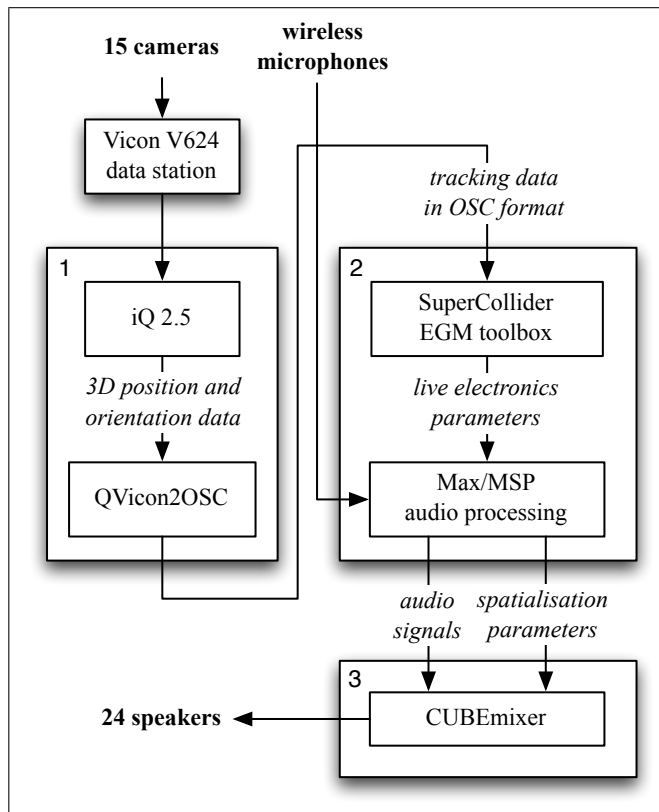 15 cameras
wireless
microphones
Vicon V624
data station
tracking data
in OSC format
1
iQ 2.5
3D position and
orientation data
QVicon2OSC
2
SuperCollider
EGM toolbox
live electronics
parameters
Max/MSP
audio processing
audio
signals
spatialisation
parameters
3
CUBEmixer
24 speakers